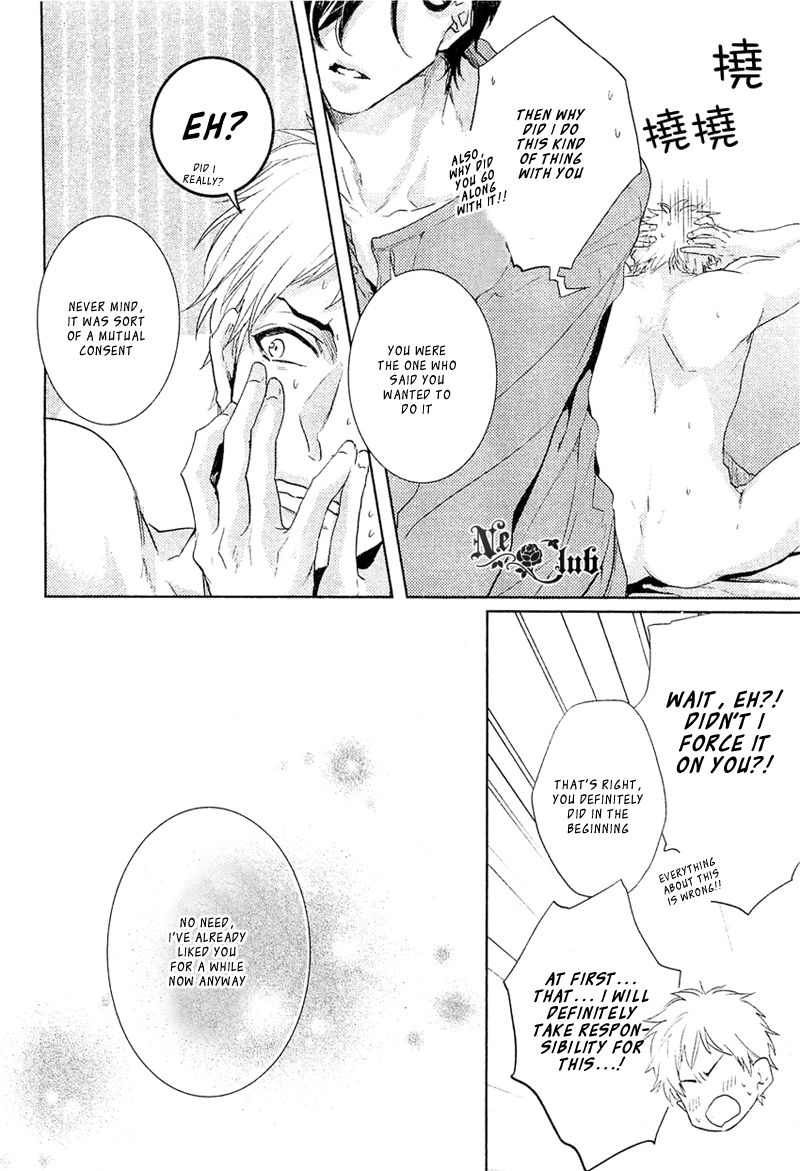 撓
撓撓
THEN WHY
DID I DO
THIS KIND
OF THING
WITH YOU
ALSO,
WHY DID
YOU GO
ALONG
WITH IT!!
YOU WERE
THE ONE WHO
SAID YOU
WANTED TO
DO IT
EH?
DID I
REALLY?
NEVER MIND,
IT WAS SORT
OF A MUTUAL
CONSENT
Ne
Club
WAIT, EH?!
DIDN'T I
FORCE IT
ON YOU?!
THAT'S RIGHT,
YOU DEFINITELY
DID IN THE
BEGINNING
EVERYTHING
ABOUT THIS
IS WRONG!!
AT FIRST...
THAT... I WILL
DEFINITELY
TAKE RESPON-
SIBILITY FOR
THIS...!
NO NEED,
I'VE ALREADY
LIKED YOU
FOR A WHILE
NOW ANYWAY